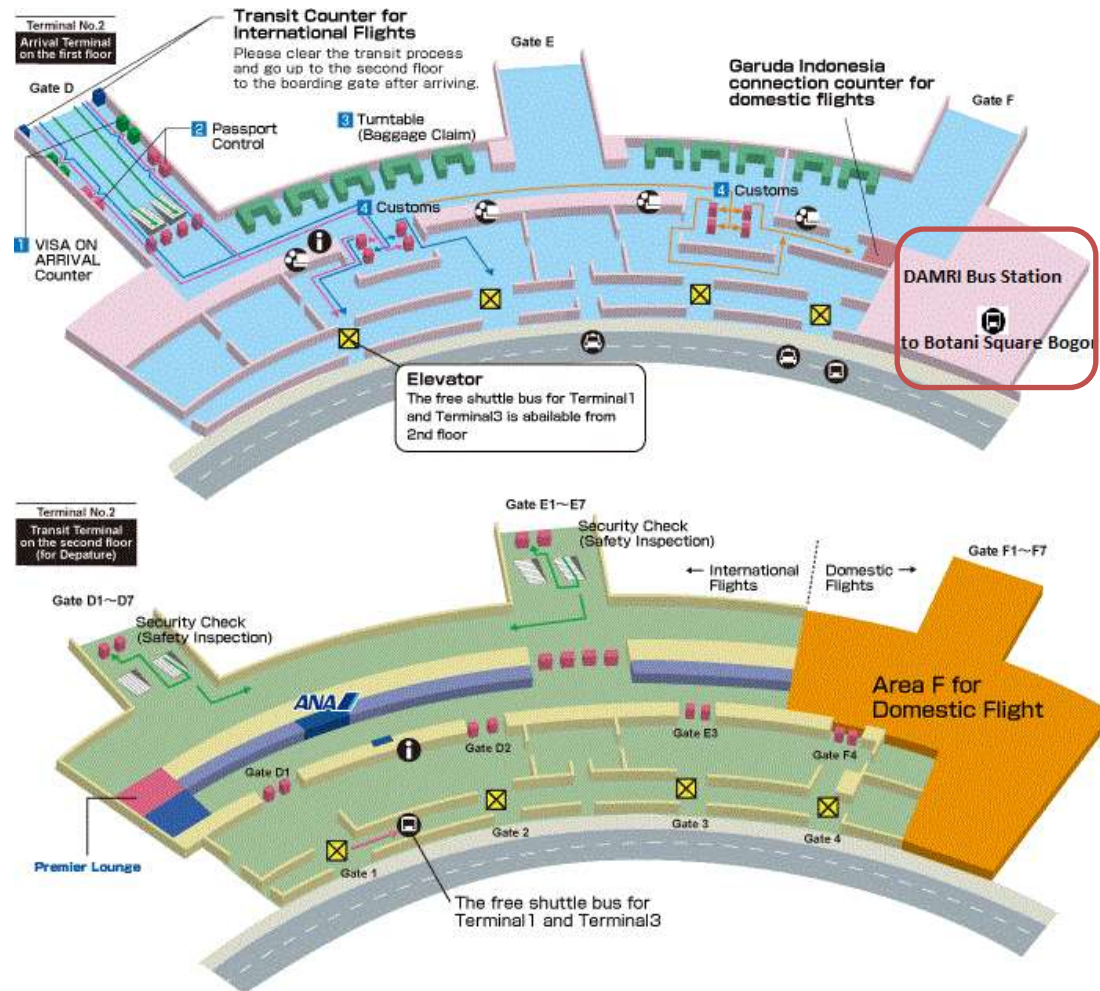 Terminal No.2
Arrival Terminal
on the first floor
Transit Counter for
International Flights
Please clear the transit process
and go up to the second floor
to the boarding gate after arriving.
Gate D
Gate E
Garuda Indonesia
connection counter for
domestic flights
Gate F
2 Passport
Control
3 Turntable
(Baggage Claim)
4 Customs
4 Customs
1 VISA ON
ARRIVAL
Counter
i
DAMRI Bus Station
to Botani Square Bogor
Elevator
The free shuttle bus for Terminal1
and Terminal3 is abailable from
2nd floor
Terminal No.2
Transit Terminal
on the second floor
(for Depature)
Gate E1~E7
Security Check
(Safety Inspection)
← International
Flights
Domestic →
Flights
Gate F1~F7
Gate D1~D7
Security Check
(Safety Inspection)
ANA
Area F for
Domestic Flight
Gate D1
i
Gate D2
Gate E3
Gate F4
Premier Lounge
Gate 1
Gate 2
Gate 3
Gate 4
The free shuttle bus for
Terminal1 and Terminal3